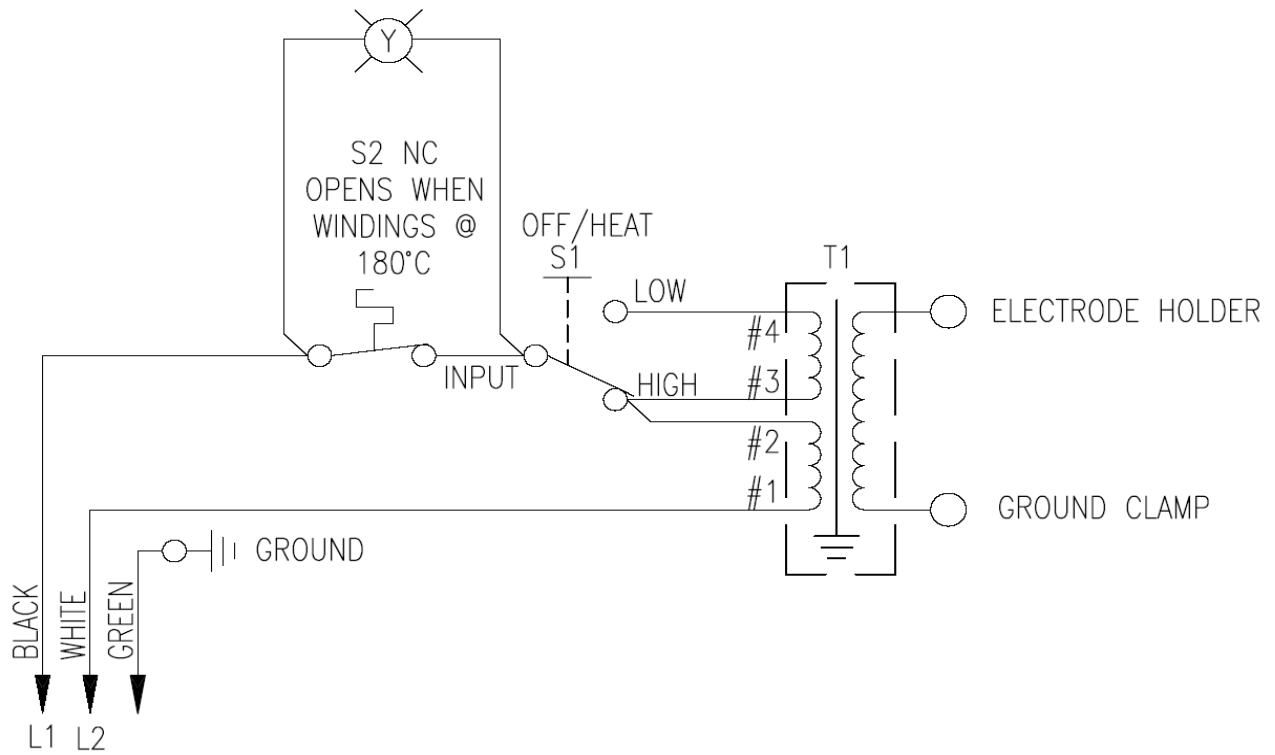 Y
S2 NC
OPENS WHEN
WINDINGS @
180°C
OFF/HEAT
S1
T1
LOW
ELECTRODE HOLDER
#4
INPUT
HIGH
#3
#2
#1
GROUND CLAMP
GROUND
BLACK
WHITE
GREEN
L1
L2